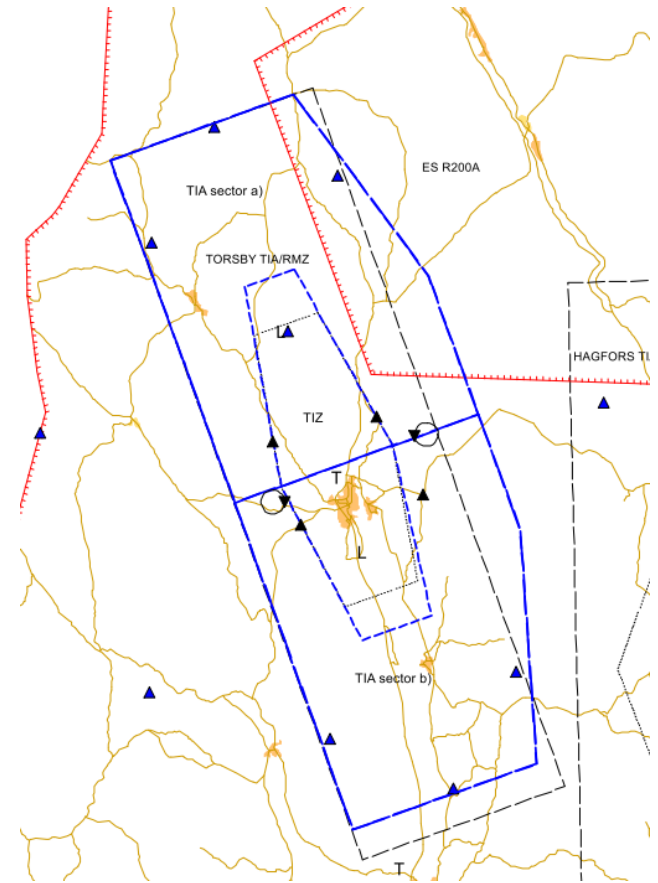 ES R200A
TIA sector a)
TORSBY TIA/RMZ
L
HAGFORS TI
TIZ
T
L
TIA sector b)
T